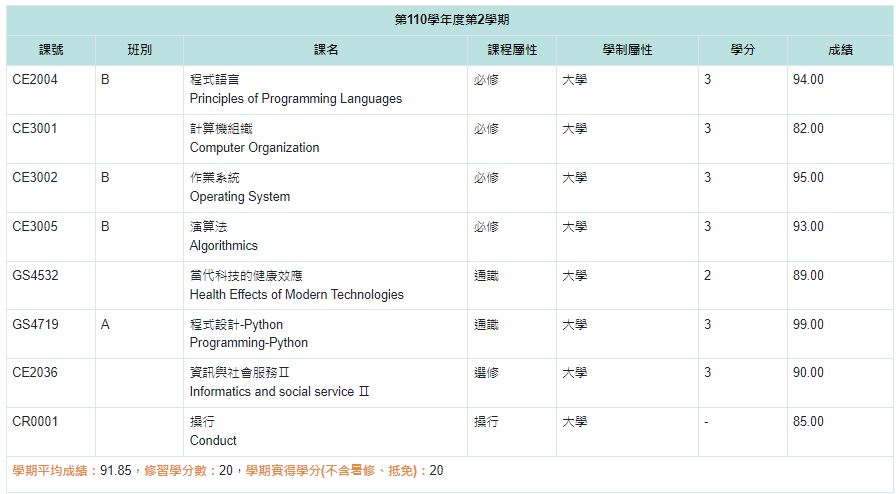 第110學年度第2學期
課號 班別 課名 課程屬性 學制屬性 學分 成績
CE2004 B 程式語言 必修 大學 3 94.00
Principles of Programming Languages
CE3001 計算機組織 必修 大學 3 82.00
Computer Organization
CE3002 B 作業系統 必修 大學 3 95.00
Operating System
CE3005 B 演算法 必修 大學 3 93.00
Algorithmics
GS4532 當代科技的健康效應 通識 大學 2 89.00
Health Effects of Modern Technologies
GS4719 A 程式設計-Python 通識 大學 3 99.00
Programming-Python
CE2036 資訊與社會服務Ⅱ 選修 大學 3 90.00
Informatics and social service Ⅱ
CR0001 操行 操行 大學 - 85.00
Conduct
學期平均成績：91.85，修習學分數：20，學期實得學分(不含暑修、抵免)：20